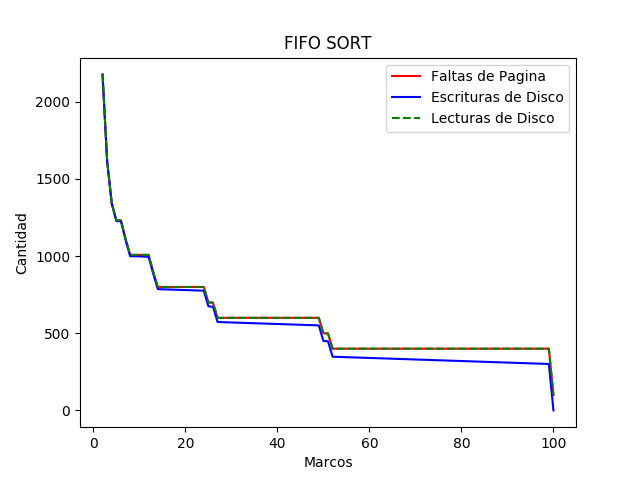 FIFO SORT
Faltas de Pagina
Escrituras de Disco
Lecturas de Disco
Cantidad
2000
1500
1000
500
0
0
20
40
60
80
100
Marcos